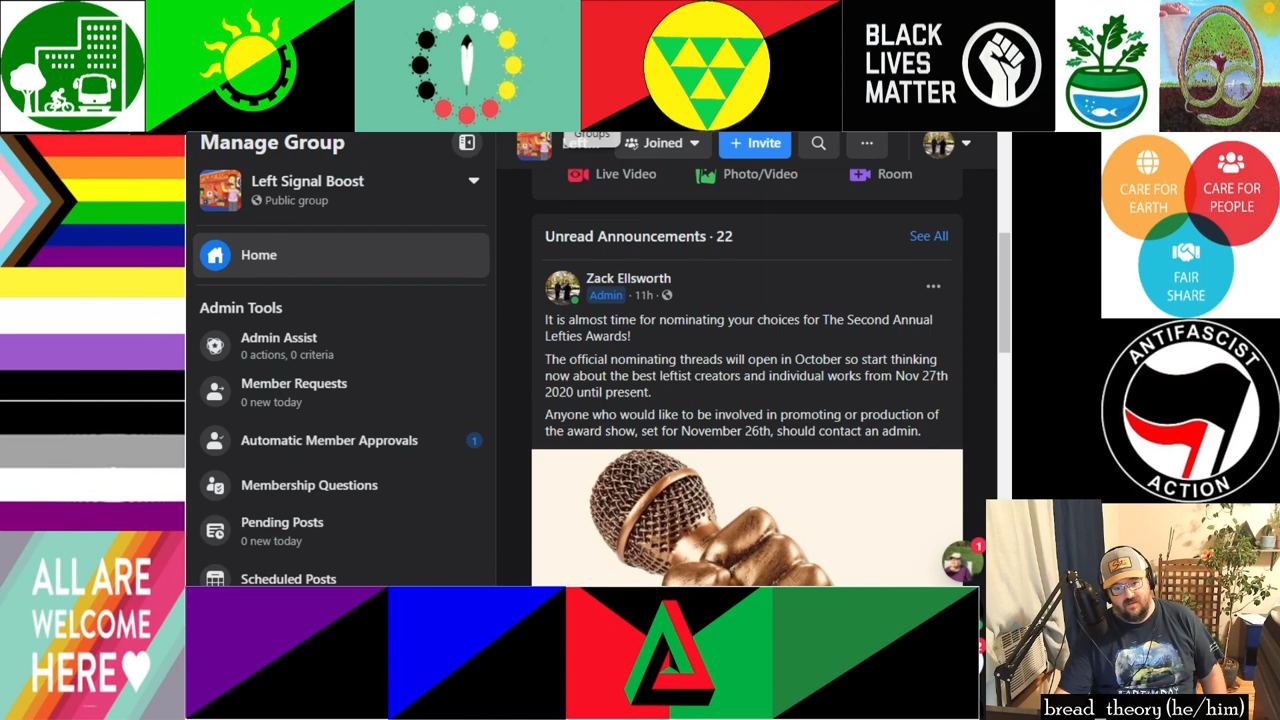 BLACK
LIVES
MATTER
Manage Group
Left Signal Boost
Public group
Home
Admin Tools
Admin Assist
0 actions, 0 criteria
Member Requests
0 new today
Automatic Member Approvals
1
Membership Questions
Pending Posts
0 new today
Scheduled Posts
Groups
Left...
Joined
+ Invite
Live Video
Photo/Video
Room
Unread Announcements · 22
See All
Zack Ellsworth
Admin · 11h ·
It is almost time for nominating your choices for The Second Annual
Lefties Awards!
The official nominating threads will open in October so start thinking
now about the best leftist creators and individual works from Nov 27th
2020 until present.
Anyone who would like to be involved in promoting or production of
the award show, set for November 26th, should contact an admin.
1
CARE FOR
EARTH
CARE FOR
PEOPLE
FAIR
SHARE
ANTIFASCIST
ACTION
ALL ARE
WELCOME
HERE
bread_theory (he/him)